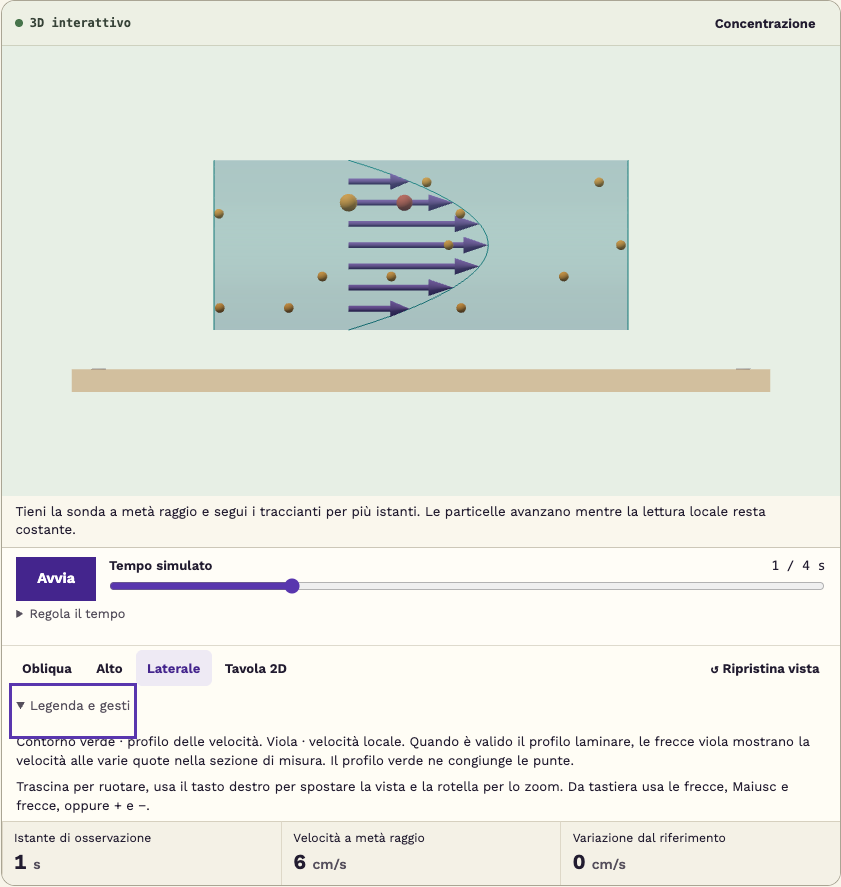 3D interattivo
Concentrazione
Tieni la sonda a metà raggio e segui i traccianti per più istanti. Le particelle avanzano mentre la lettura locale resta
costante.
Avvia
Tempo simulato
1 / 4 s
▶ Regola il tempo
Obliqua
Alto
Laterale
Tavola 2D
↺ Ripristina vista
▼ Legenda e gesti
Contorno verde · profilo delle velocità. Viola · velocità locale. Quando è valido il profilo laminare, le frecce viola mostrano la
velocità alle varie quote nella sezione di misura. Il profilo verde ne congiunge le punte.
Trascina per ruotare, usa il tasto destro per spostare la vista e la rotella per lo zoom. Da tastiera usa le frecce, Maiusc e
frecce, oppure + e −.
Istante di osservazione
1 s
Velocità a metà raggio
6 cm/s
Variazione dal riferimento
0 cm/s